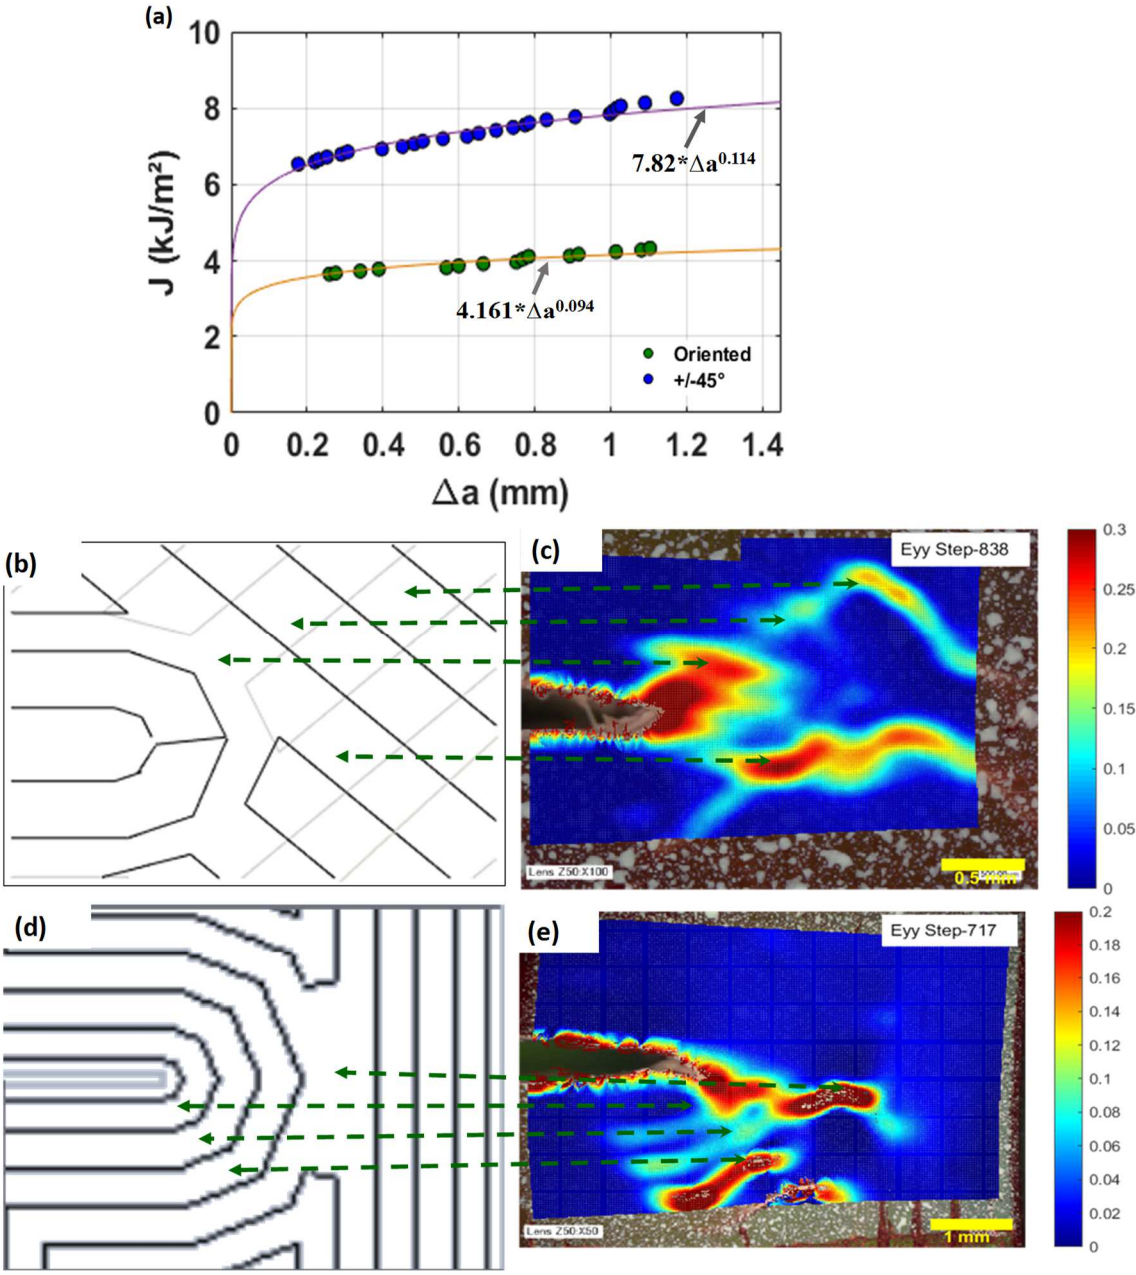 (a)
10
8
6
4
2
0
J (kJ/m²)
7.82*Δa^0.114
4.161*Δa^0.094
Oriented
+/-45°
0 0.2 0.4 0.6 0.8 1 1.2 1.4
Δa (mm)
(b)
(c)
Eyy Step-838
0.3
0.25
0.2
0.15
0.1
0.05
0
Lens Z50:X100
0.5 mm
(d)
(e)
Eyy Step-717
0.2
0.18
0.16
0.14
0.12
0.1
0.08
0.06
0.04
0.02
0
Lens Z50:X50
1 mm